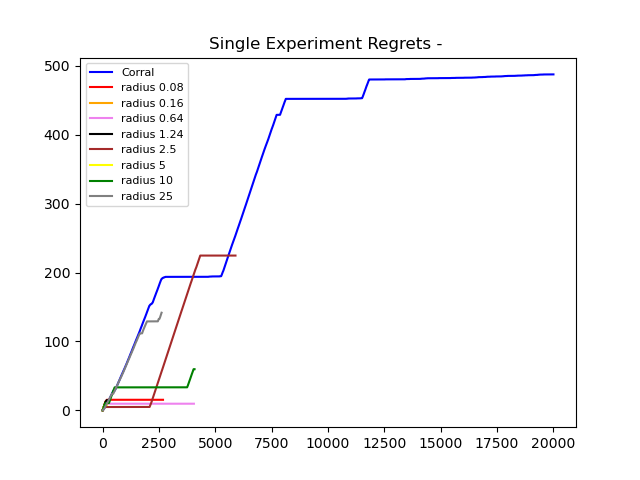 Single Experiment Regrets -
500
400
300
200
100
0
Corral
radius 0.08
radius 0.16
radius 0.64
radius 1.24
radius 2.5
radius 5
radius 10
radius 25
0 2500 5000 7500 10000 12500 15000 17500 20000